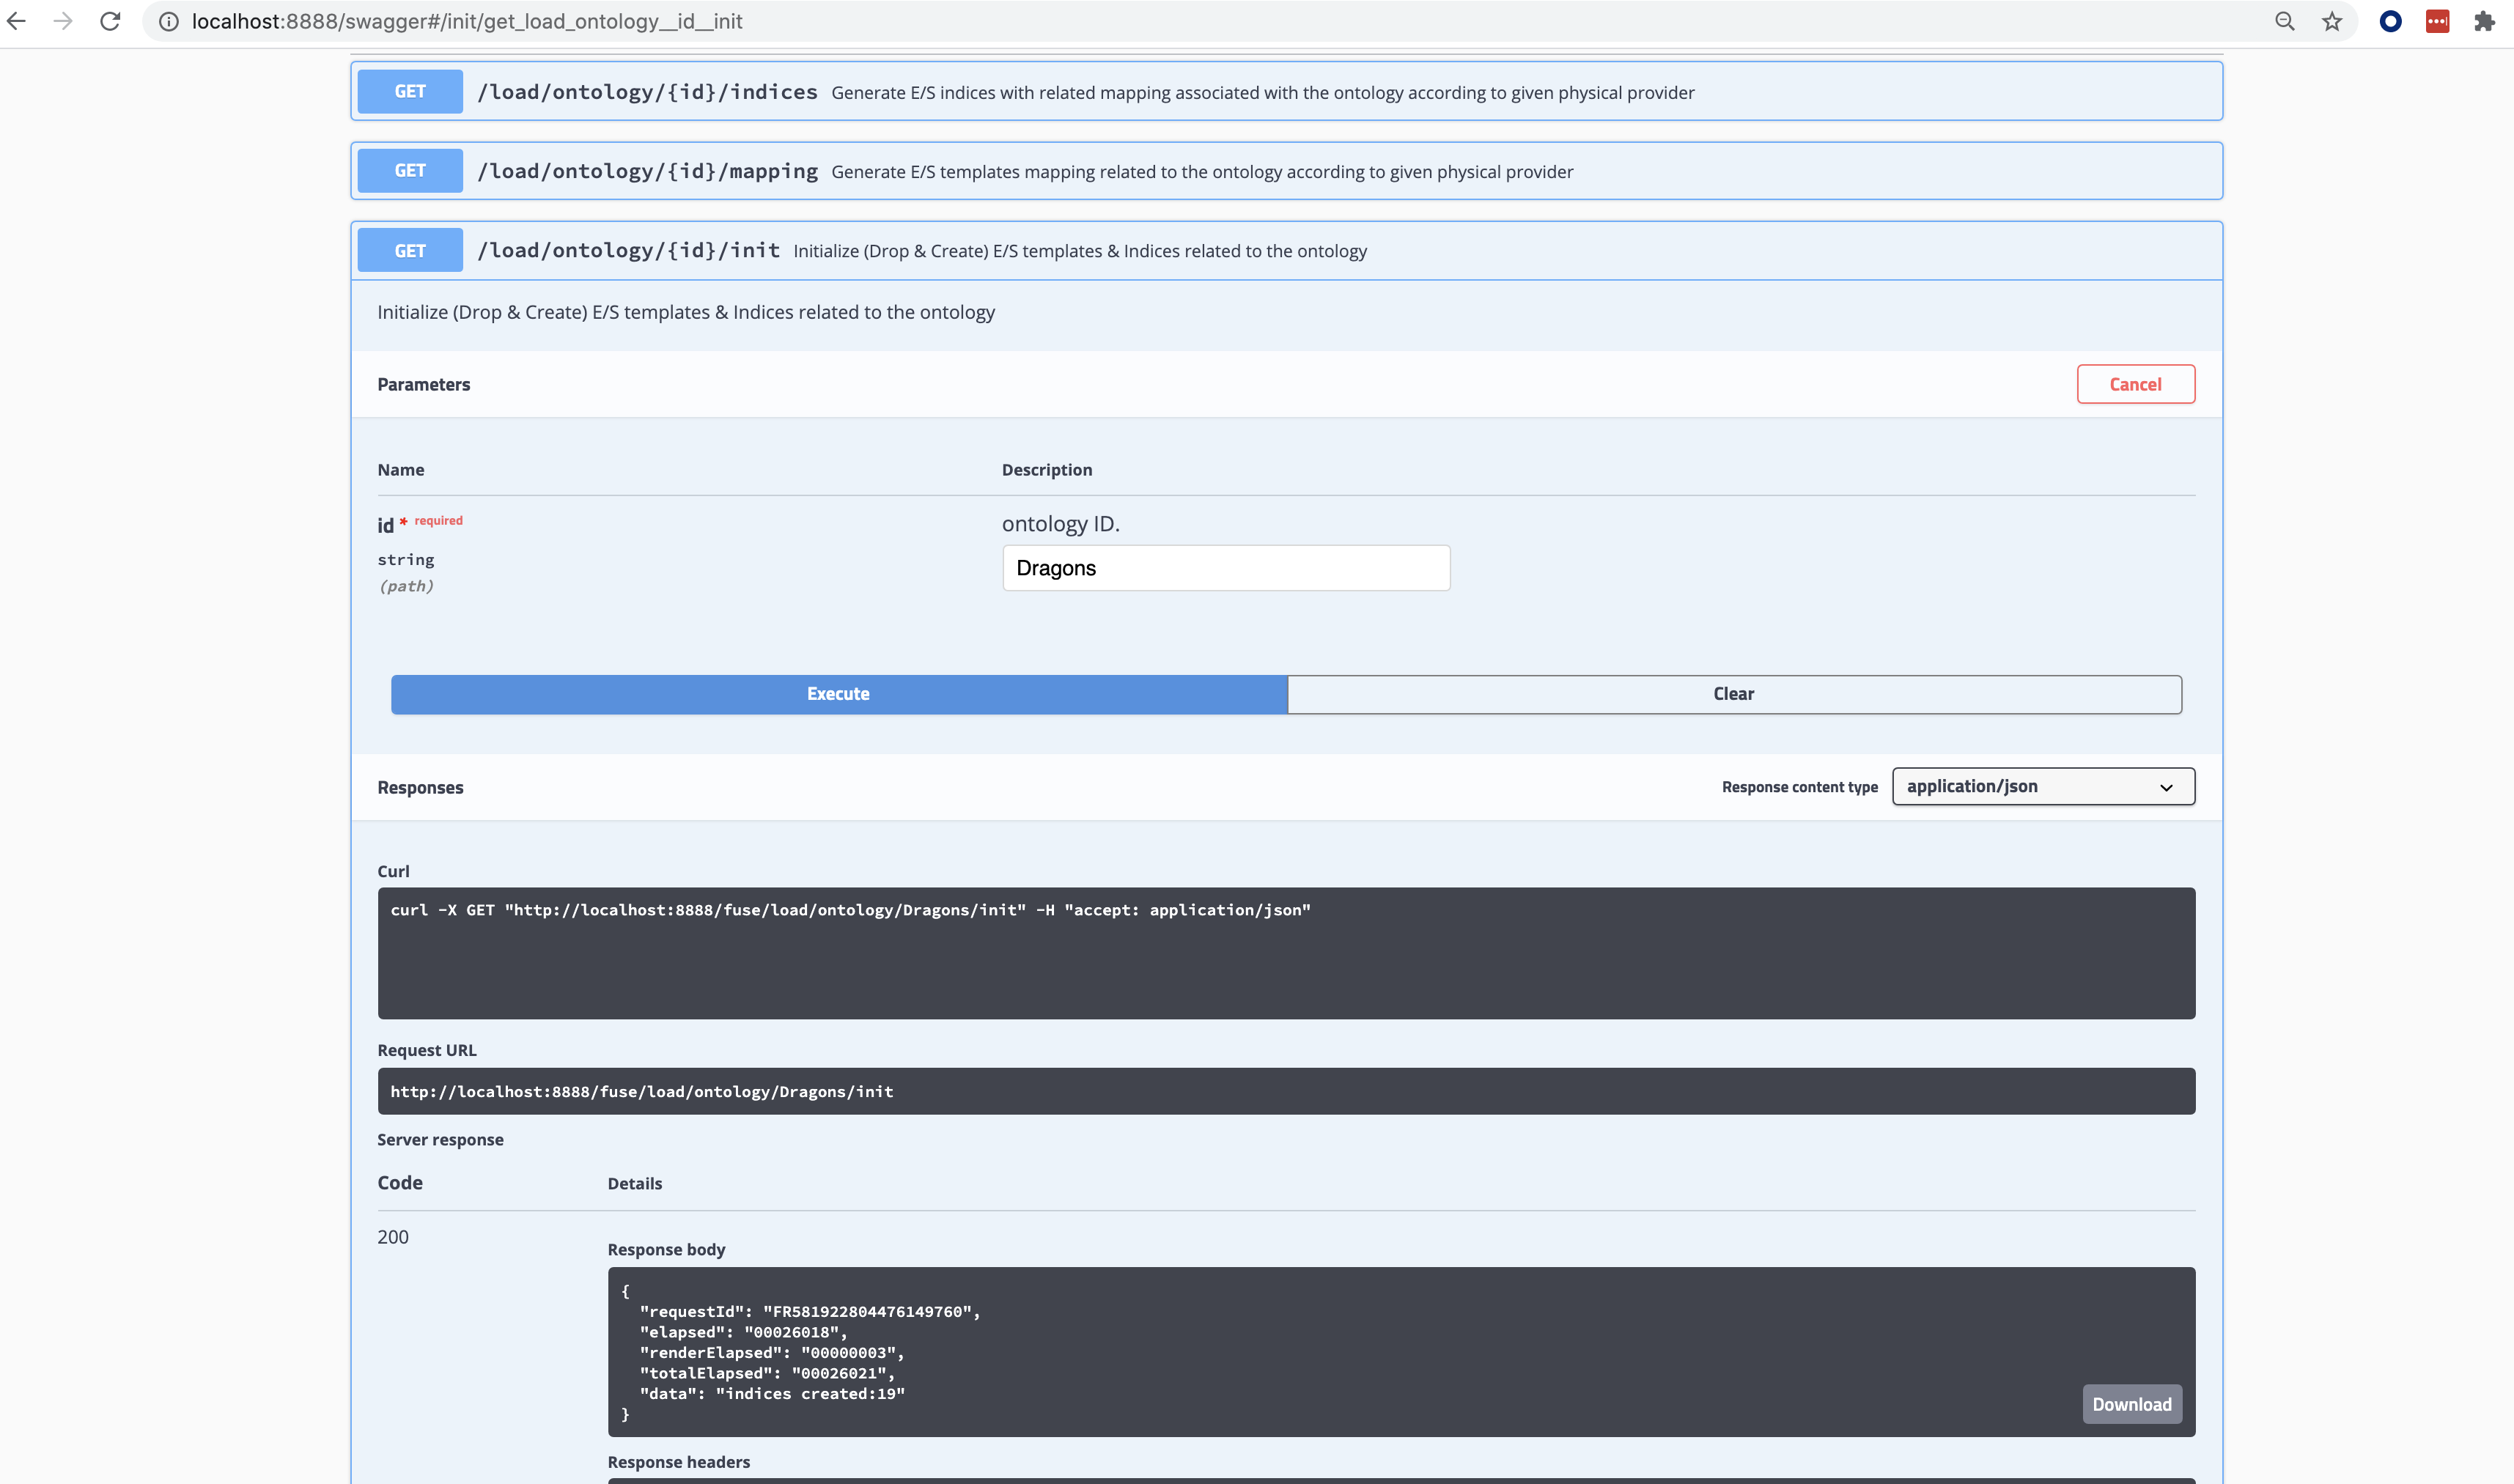 localhost:8888/swagger#/init/get_load_ontology__id__init
GET /load/ontology/{id}/indices Generate E/S indices with related mapping associated with the ontology according to given physical provider
GET /load/ontology/{id}/mapping Generate E/S templates mapping related to the ontology according to given physical provider
GET /load/ontology/{id}/init Initialize (Drop & Create) E/S templates & Indices related to the ontology
Initialize (Drop & Create) E/S templates & Indices related to the ontology
Parameters Cancel
Name Description
id * required ontology ID.
string Dragons
(path)
Execute Clear
Responses Response content type application/json
Curl
curl -X GET "http://localhost:8888/fuse/load/ontology/Dragons/init" -H "accept: application/json"
Request URL
http://localhost:8888/fuse/load/ontology/Dragons/init
Server response
Code Details
200
Response body
{
"requestId": "FR581922804476149760",
"elapsed": "00026018",
"renderElapsed": "00000003",
"totalElapsed": "00026021",
"data": "indices created:19"
}
Download
Response headers